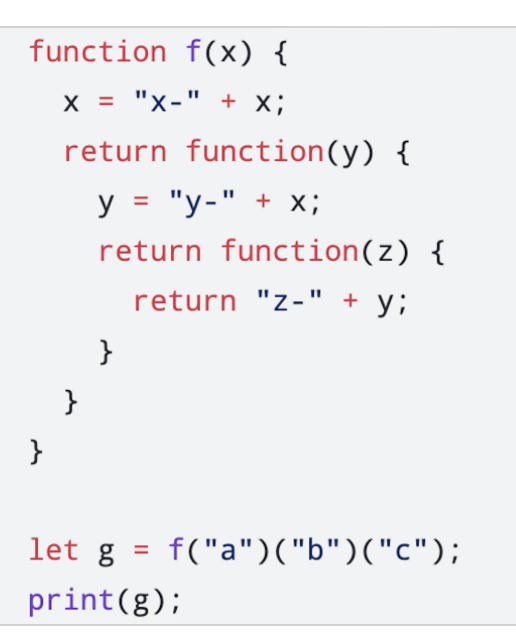 function f(x) {
  x = "x-" + x;
  return function(y) {
    y = "y-" + x;
    return function(z) {
      return "z-" + y;
    }
  }
}

let g = f("a")("b")("c");
print(g);